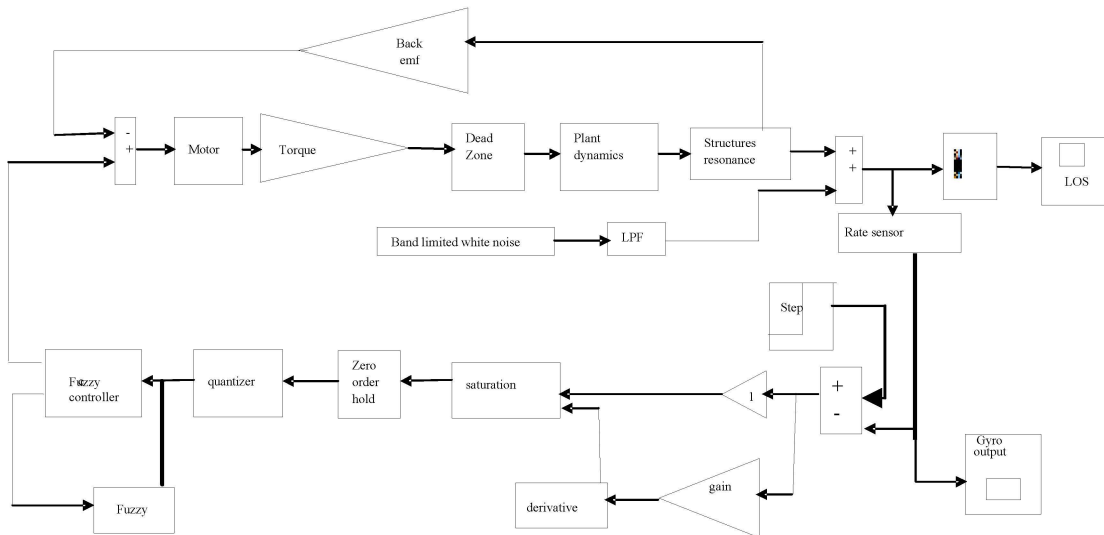 Back
emf
-
+
Motor
Torque
Dead
Zone
Plant
dynamics
Structures
resonance
+
+
LOS
Band limited white noise
LPF
Rate sensor
Step
Fuzzy
controller
quantizer
Zero
order
hold
saturation
1
+
-
Gyro
output
Fuzzy
derivative
gain